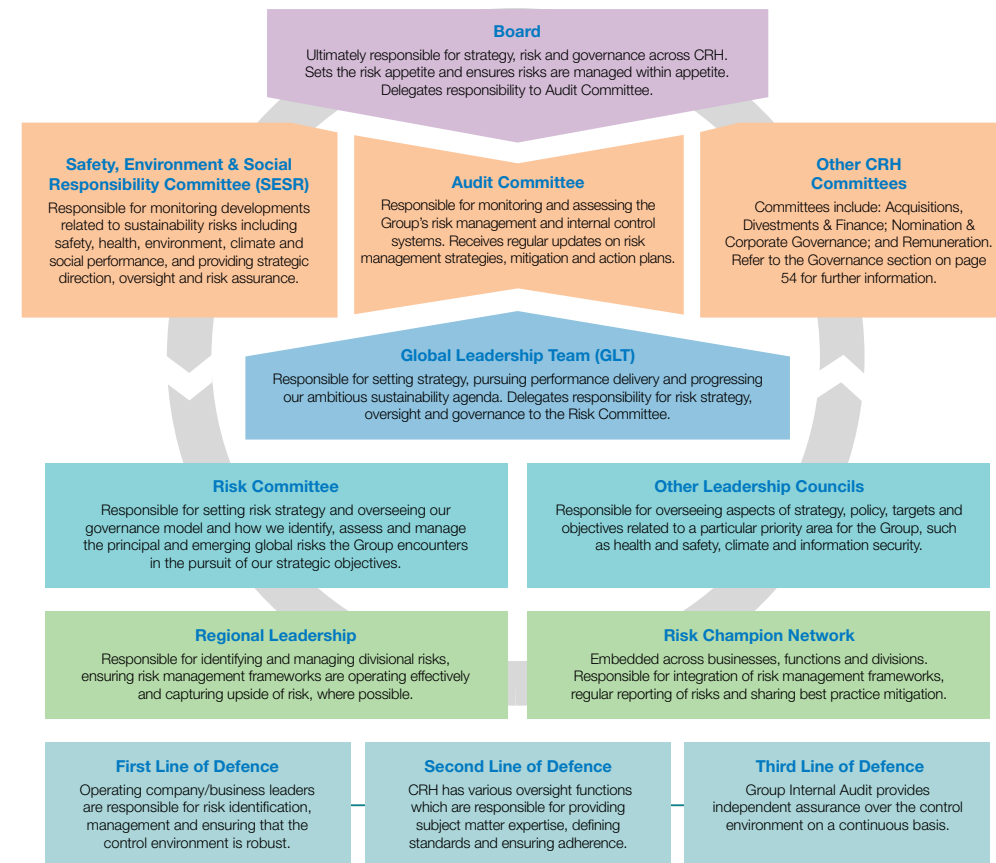 Board
Ultimately responsible for strategy, risk and governance across CRH.
Sets the risk appetite and ensures risks are managed within appetite.
Delegates responsibility to Audit Committee.
Safety, Environment & Social
Responsibility Committee (SESR)
Responsible for monitoring developments
related to sustainability risks including
safety, health, environment, climate and
social performance, and providing strategic
direction, oversight and risk assurance.
Audit Committee
Responsible for monitoring and assessing the
Group's risk management and internal control
systems. Receives regular updates on risk
management strategies, mitigation and action plans.
Other CRH
Committees
Committees include: Acquisitions,
Divestments & Finance; Nomination &
Corporate Governance; and Remuneration.
Refer to the Governance section on page
54 for further information.
Global Leadership Team (GLT)
Responsible for setting strategy, pursuing performance delivery and progressing
our ambitious sustainability agenda. Delegates responsibility for risk strategy,
oversight and governance to the Risk Committee.
Risk Committee
Responsible for setting risk strategy and overseeing our
governance model and how we identify, assess and manage
the principal and emerging global risks the Group encounters
in the pursuit of our strategic objectives.
Other Leadership Councils
Responsible for overseeing aspects of strategy, policy, targets and
objectives related to a particular priority area for the Group, such
as health and safety, climate and information security.
Regional Leadership
Responsible for identifying and managing divisional risks,
ensuring risk management frameworks are operating effectively
and capturing upside of risk, where possible.
Risk Champion Network
Embedded across businesses, functions and divisions.
Responsible for integration of risk management frameworks,
regular reporting of risks and sharing best practice mitigation.
First Line of Defence
Operating company/business leaders
are responsible for risk identification,
management and ensuring that the
control environment is robust.
Second Line of Defence
CRH has various oversight functions
which are responsible for providing
subject matter expertise, defining
standards and ensuring adherence.
Third Line of Defence
Group Internal Audit provides
independent assurance over the control
environment on a continuous basis.